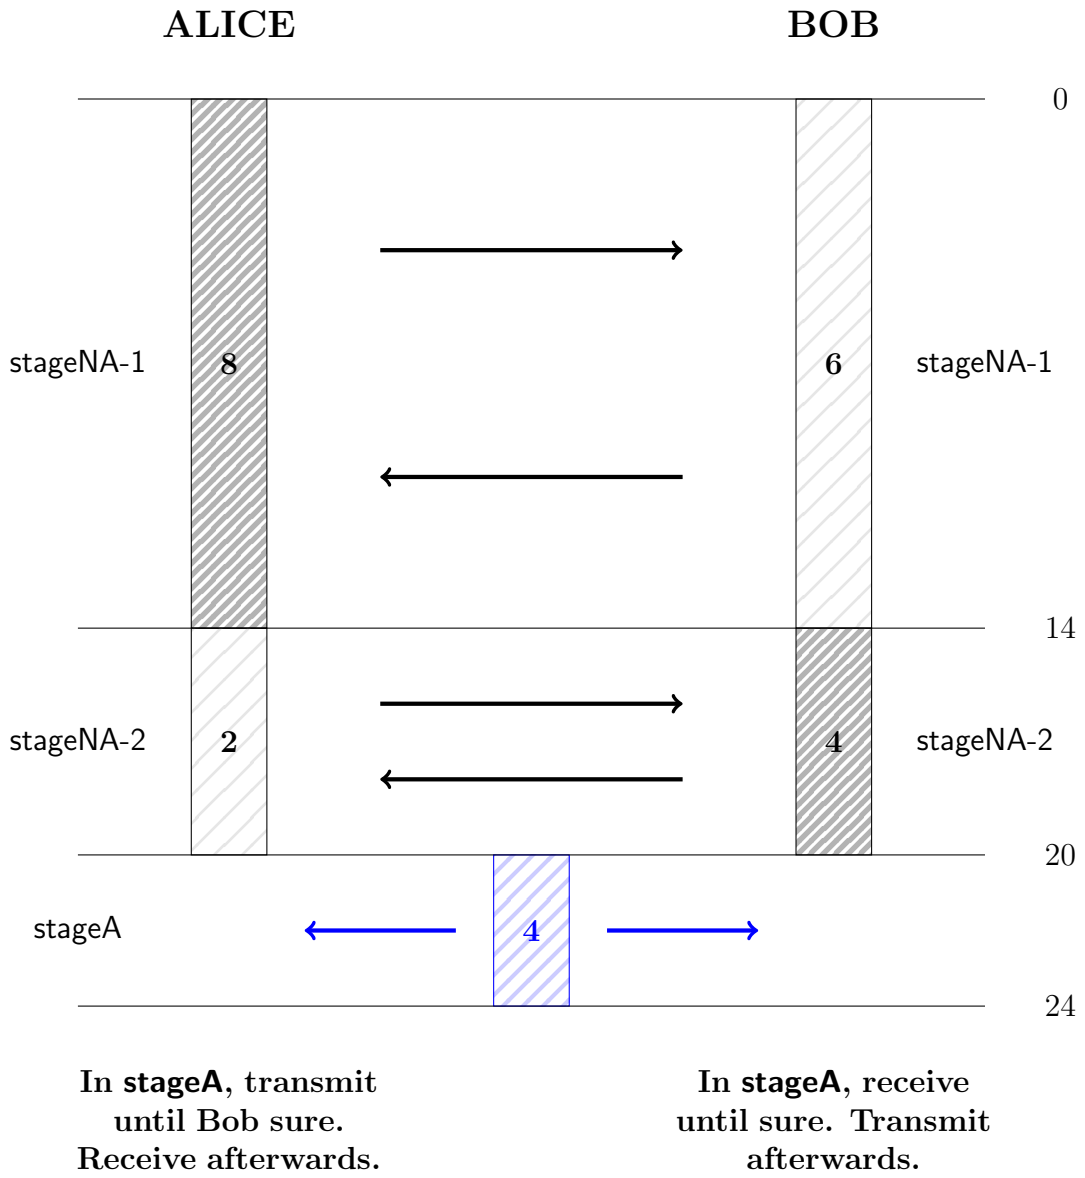 ALICE BOB
0
stageNA-1 8 6 stageNA-1
14
stageNA-2 2 4 stageNA-2
20
stageA 4
24
In stageA, transmit
until Bob sure.
Receive afterwards.
In stageA, receive
until sure. Transmit
afterwards.